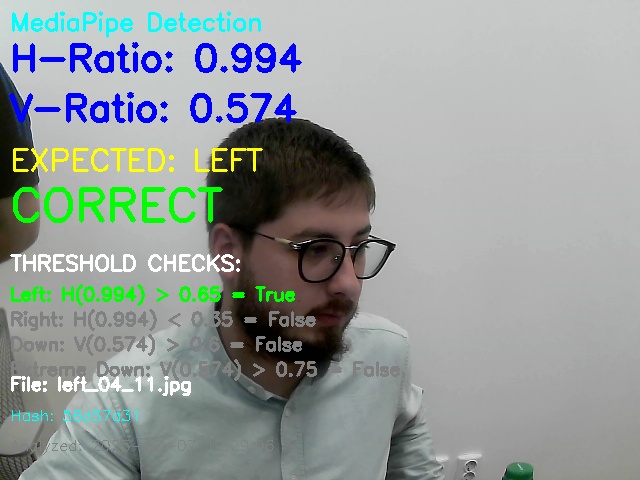 MediaPipe Detection
H-Ratio: 0.994
V-Ratio: 0.574
EXPECTED: LEFT
CORRECT
THRESHOLD CHECKS:
Left: H(0.994) > 0.65 = True
Right: H(0.994) < 0.35 = False
Down: V(0.574) > = False
Extreme Down: V(0.574) > 0.75 = False
File: left_04_11.jpg
Hash: